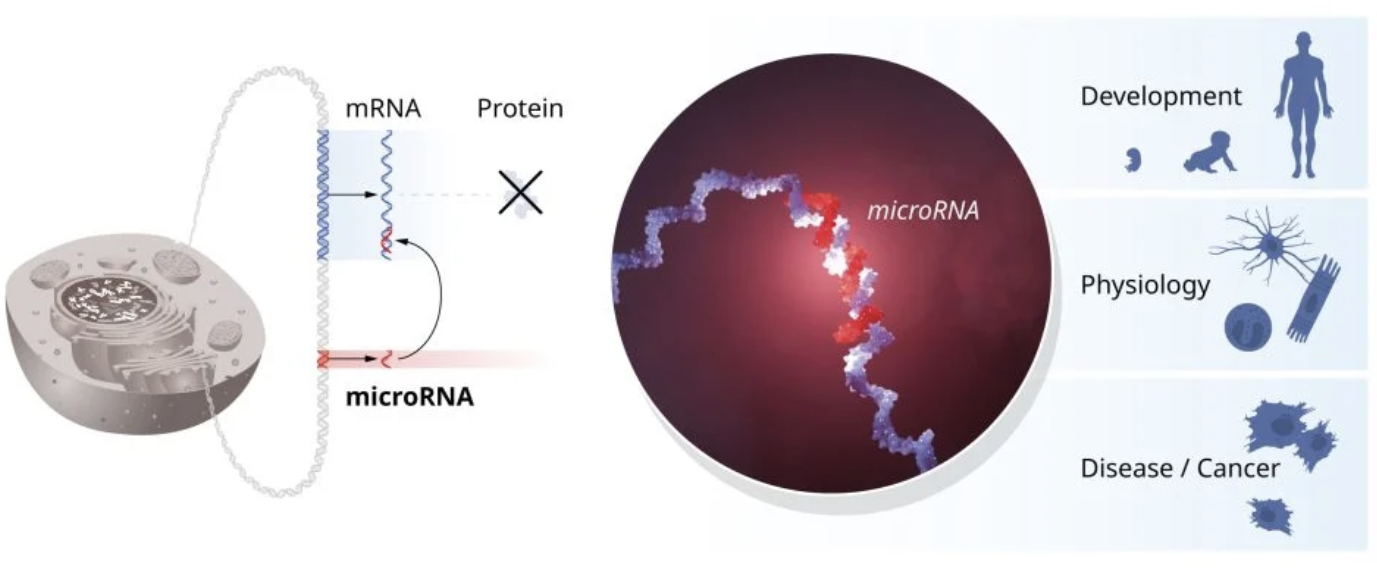 mRNA
Protein
microRNA
microRNA
Development
Physiology
Disease / Cancer